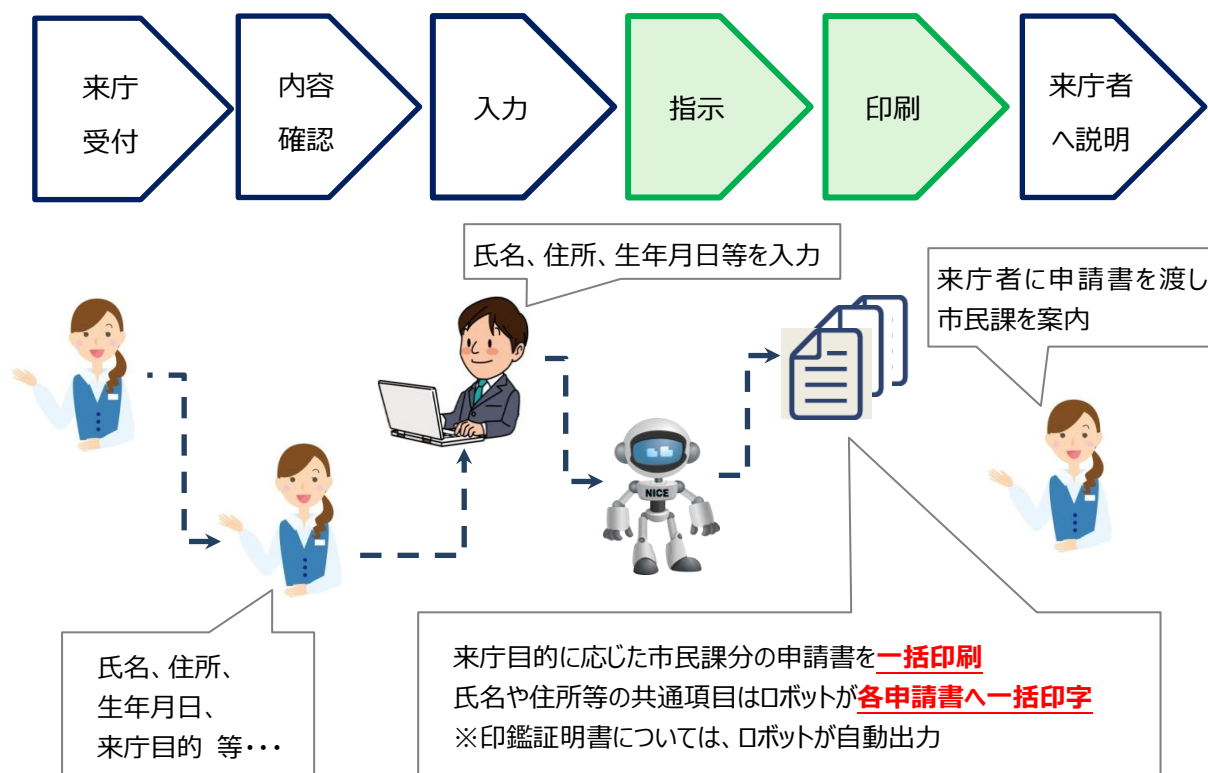 来庁
受付
内容
確認
入力
指示
印刷
来庁者
へ説明
氏名、住所、生年月日等を入力
来庁者に申請書を渡し
市民課を案内
NICE
氏名、住所、
生年月日、
来庁目的 等・・・
来庁目的に応じた市民課分の申請書を一括印刷
氏名や住所等の共通項目はロボットが各申請書へ一括印字
※印鑑証明書については、ロボットが自動出力